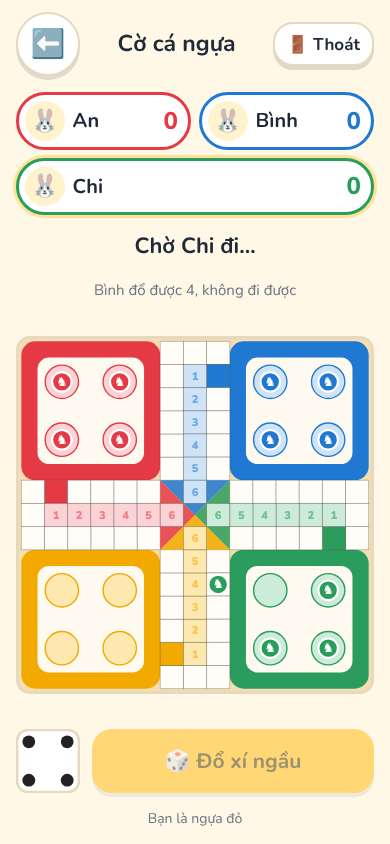 Cờ cá ngựa
Thoát
An 0
Bình 0
Chi 0
Chờ Chi đi...
Bình đổ được 4, không đi được
1
2
3
4
5
6
1 2 3 4 5 6 6 5 4 3 2 1
6
5
4
3
2
1
Đổ xí ngầu
Bạn là ngựa đỏ